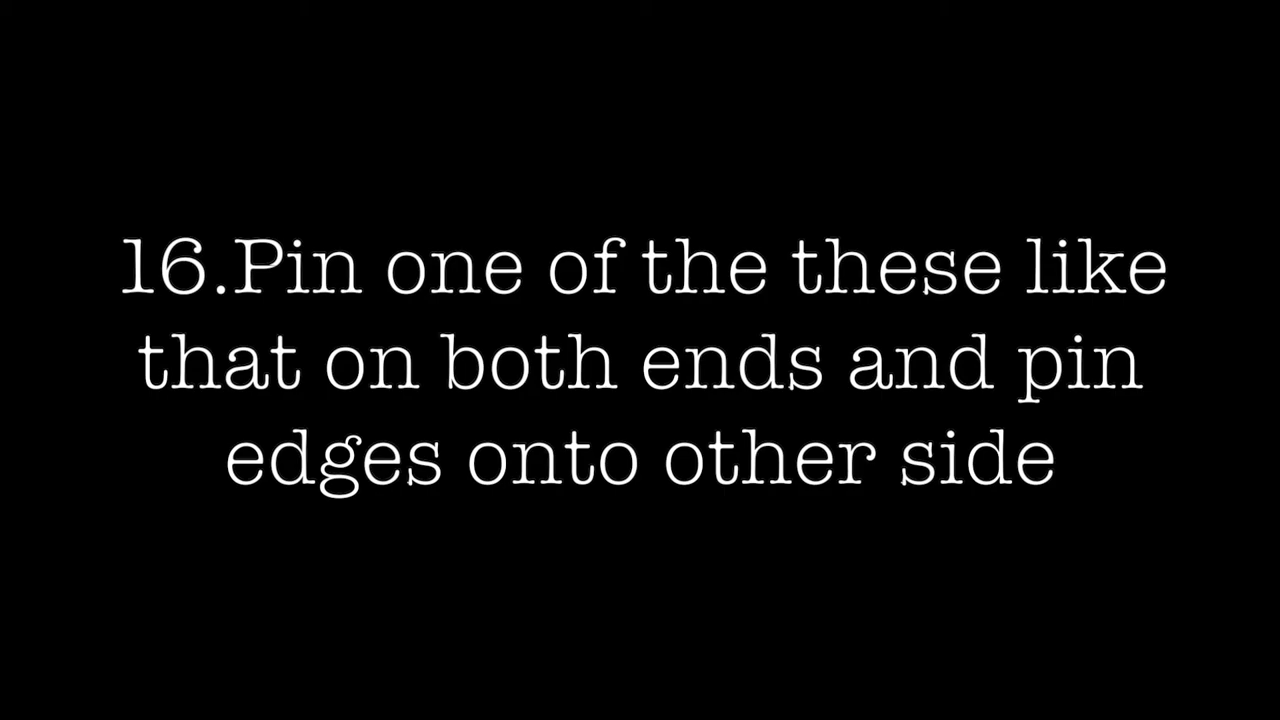 16.Pin one of the these like
that on both ends and pin
edges onto other side